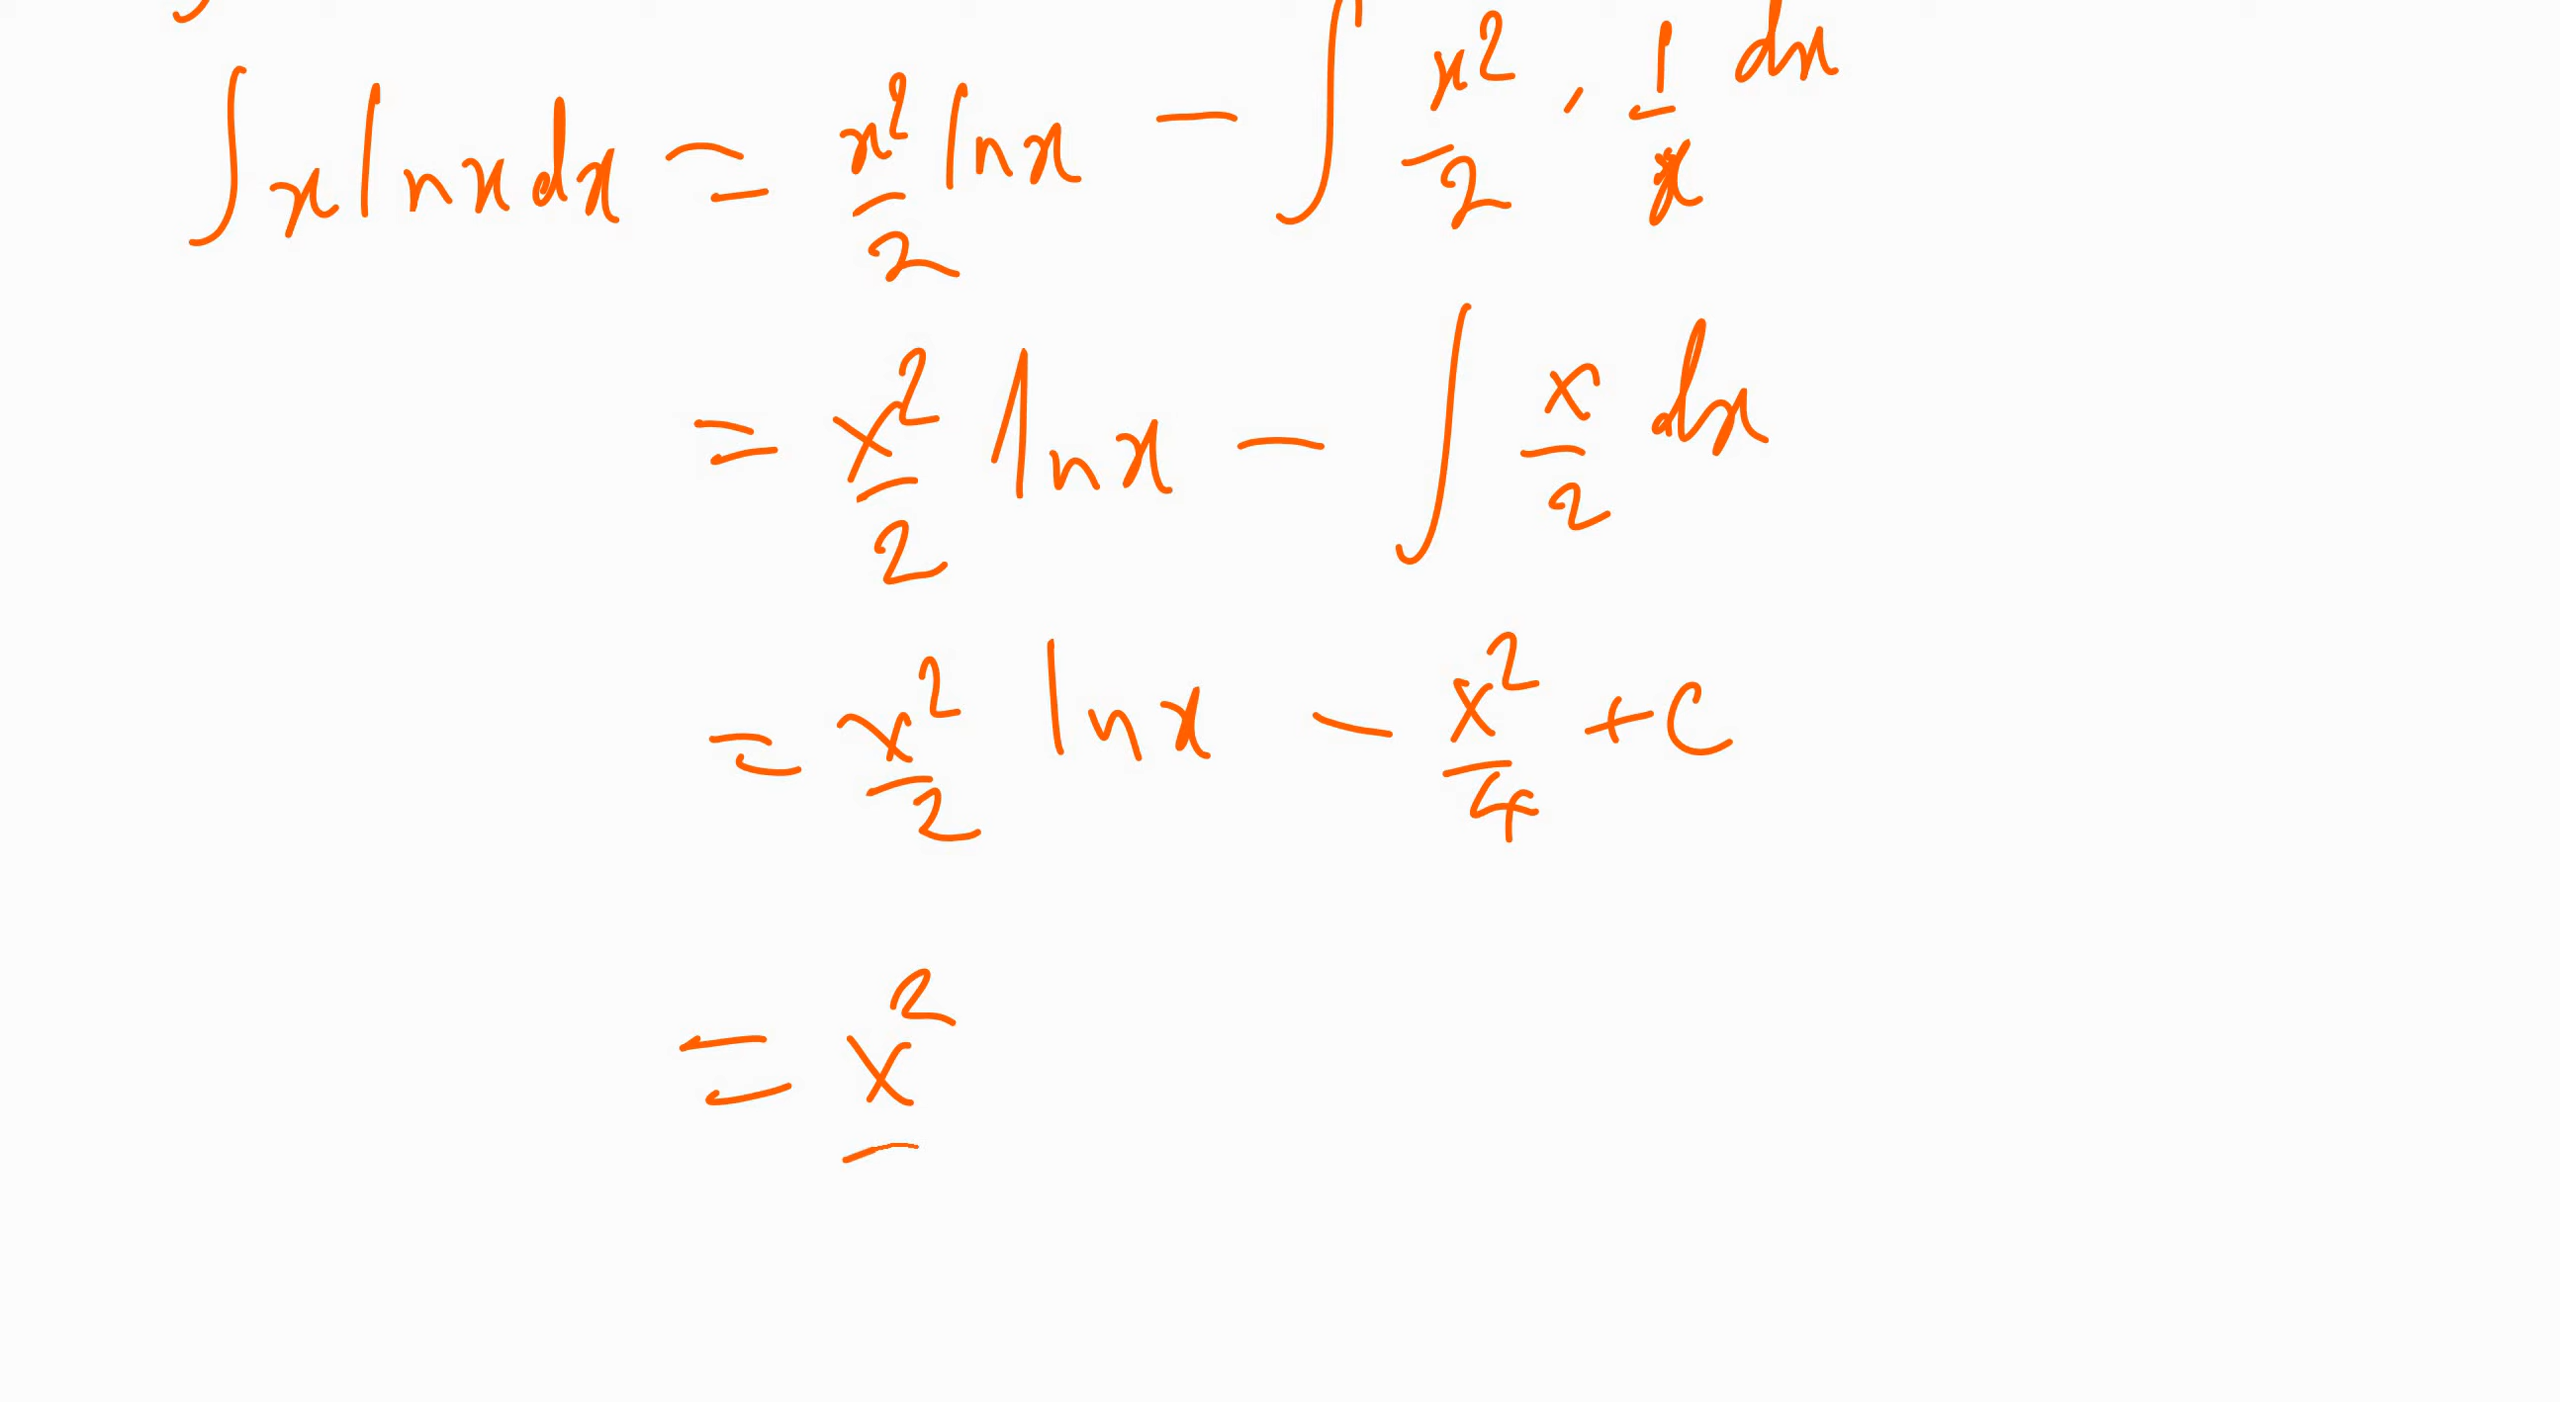 ∫ x ln x dx = x²/2 ln x - ∫ x²/2 · 1/x dx
= x²/2 ln x - ∫ x/2 dx
= x²/2 ln x - x²/4 + C
= x²/